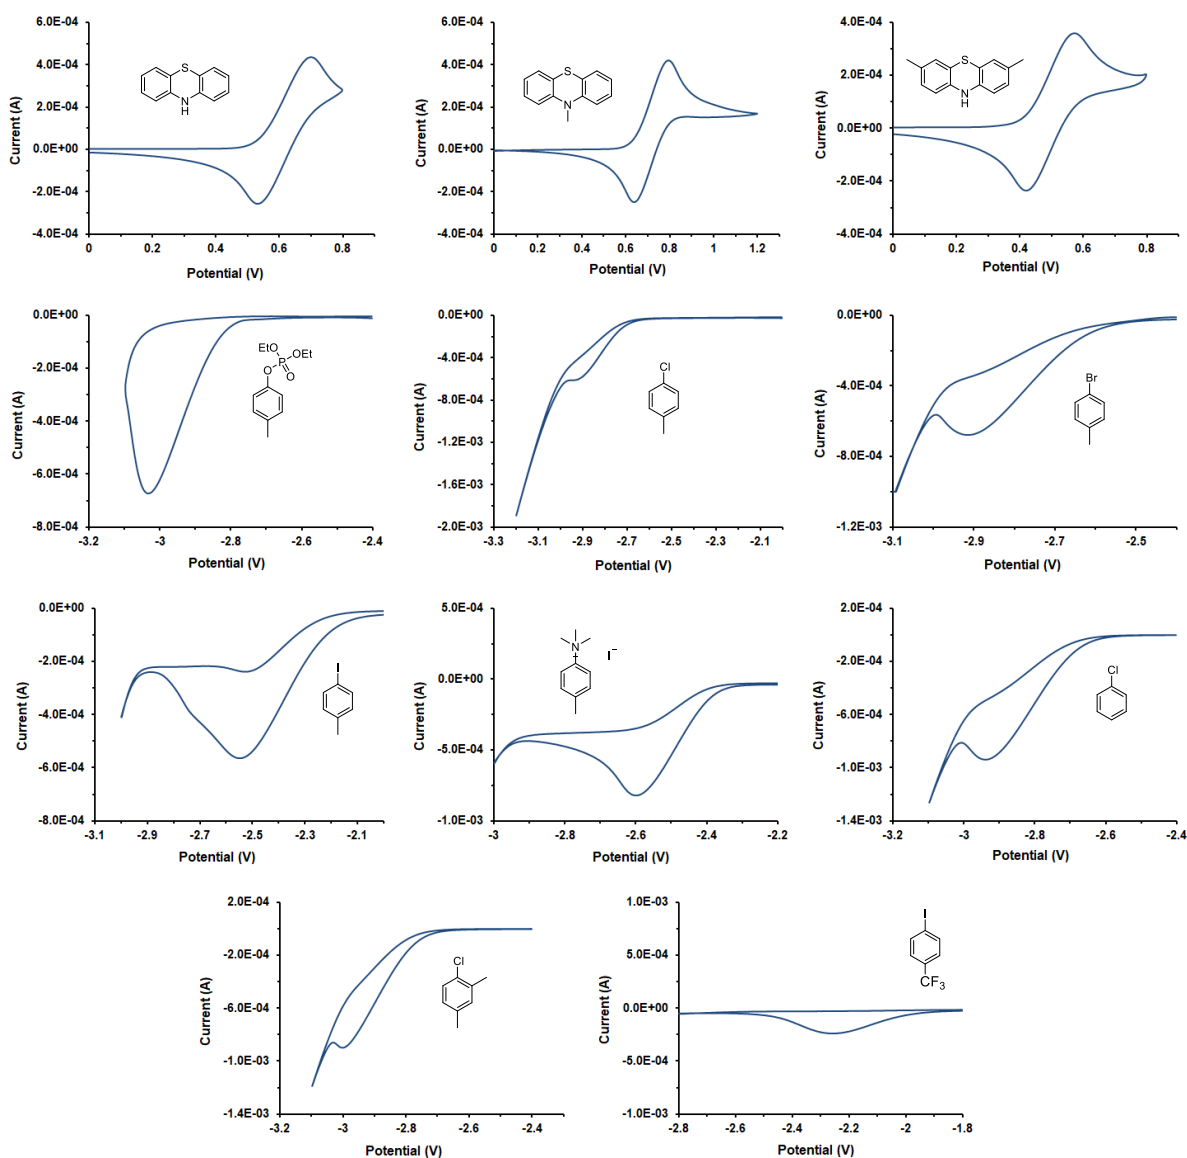 6.0E-04
4.0E-04
2.0E-04
0.0E+00
-2.0E-04
-4.0E-04
Current (A)
0
0.2
0.4
0.6
0.8
Potential (V)
S
N
H
6.0E-04
4.0E-04
2.0E-04
0.0E+00
-2.0E-04
-4.0E-04
Current (A)
0
0.2
0.4
0.6
0.8
1
1.2
Potential (V)
S
N
4.0E-04
2.0E-04
0.0E+00
-2.0E-04
-4.0E-04
Current (A)
0
0.2
0.4
0.6
0.8
Potential (V)
S
N
H
0.0E+00
-2.0E-04
-4.0E-04
-6.0E-04
-8.0E-04
Current (A)
-3.2
-3
-2.8
-2.6
-2.4
Potential (V)
EtO
OEt
P
O
O
0.0E+00
-4.0E-04
-8.0E-04
-1.2E-03
-1.6E-03
-2.0E-03
Current (A)
-3.3
-3.1
-2.9
-2.7
-2.5
-2.3
-2.1
Potential (V)
Cl
0.0E+00
-4.0E-04
-8.0E-04
-1.2E-03
Current (A)
-3.1
-2.9
-2.7
-2.5
Potential (V)
Br
0.0E+00
-2.0E-04
-4.0E-04
-6.0E-04
-8.0E-04
Current (A)
-3.1
-2.9
-2.7
-2.5
-2.3
-2.1
Potential (V)
I
5.0E-04
0.0E+00
-5.0E-04
-1.0E-03
Current (A)
-3
-2.8
-2.6
-2.4
-2.2
Potential (V)
N
+
I−
2.0E-04
-2.0E-04
-6.0E-04
-1.0E-03
-1.4E-03
Current (A)
-3.2
-3
-2.8
-2.6
-2.4
Potential (V)
Cl
2.0E-04
-2.0E-04
-6.0E-04
-1.0E-03
-1.4E-03
Current (A)
-3.2
-3
-2.8
-2.6
-2.4
Potential (V)
Cl
1.0E-03
5.0E-04
0.0E+00
-5.0E-04
-1.0E-03
Current (A)
-2.8
-2.6
-2.4
-2.2
-2
-1.8
Potential (V)
I
CF3